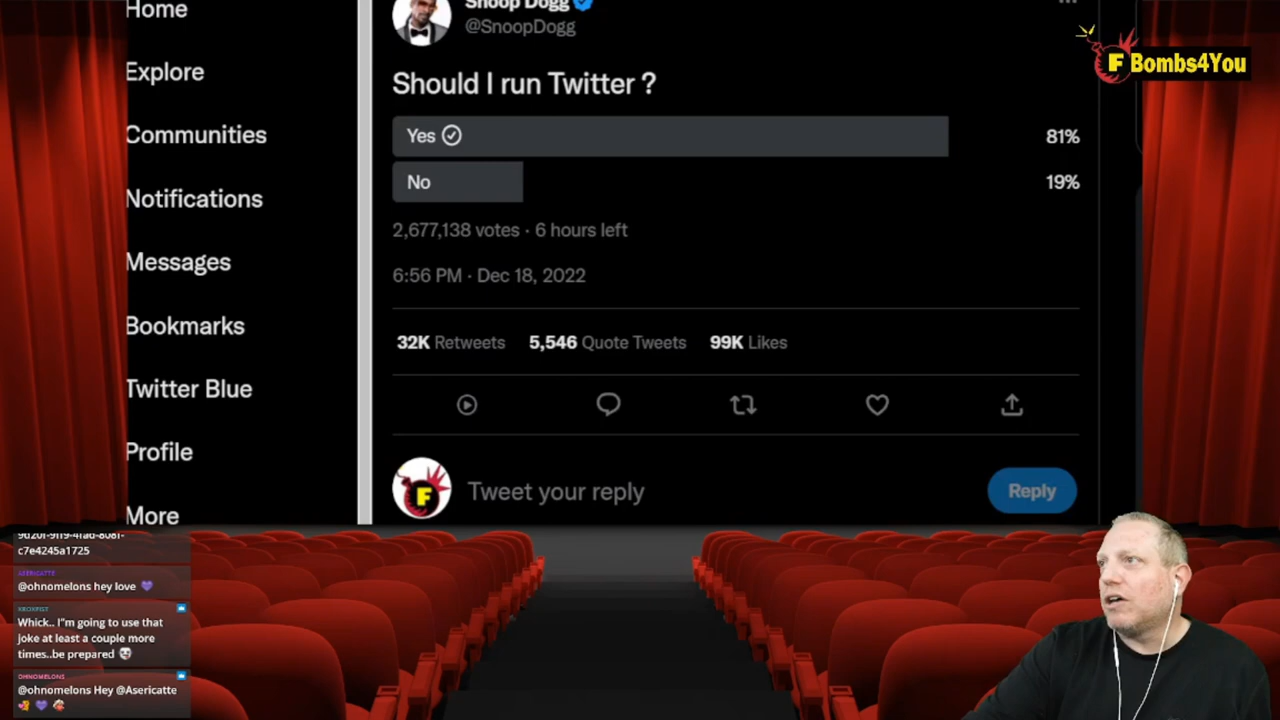 Home
Explore
Communities
Notifications
Messages
Bookmarks
Twitter Blue
Profile
More
Snoop Dogg
@SnoopDogg
Should I run Twitter ?
Yes
81%
No
19%
2,677,138 votes · 6 hours left
6:56 PM · Dec 18, 2022
32K Retweets 5,546 Quote Tweets 99K Likes
F
Tweet your reply
Reply
F Bombs4You
c7e4245a1725
ASERICATTE
@ohnomelons hey love 💜
Whick.. I"m going to use that
joke at least a couple more
times..be prepared
OHNOMELONS
@ohnomelons Hey @Asericatte